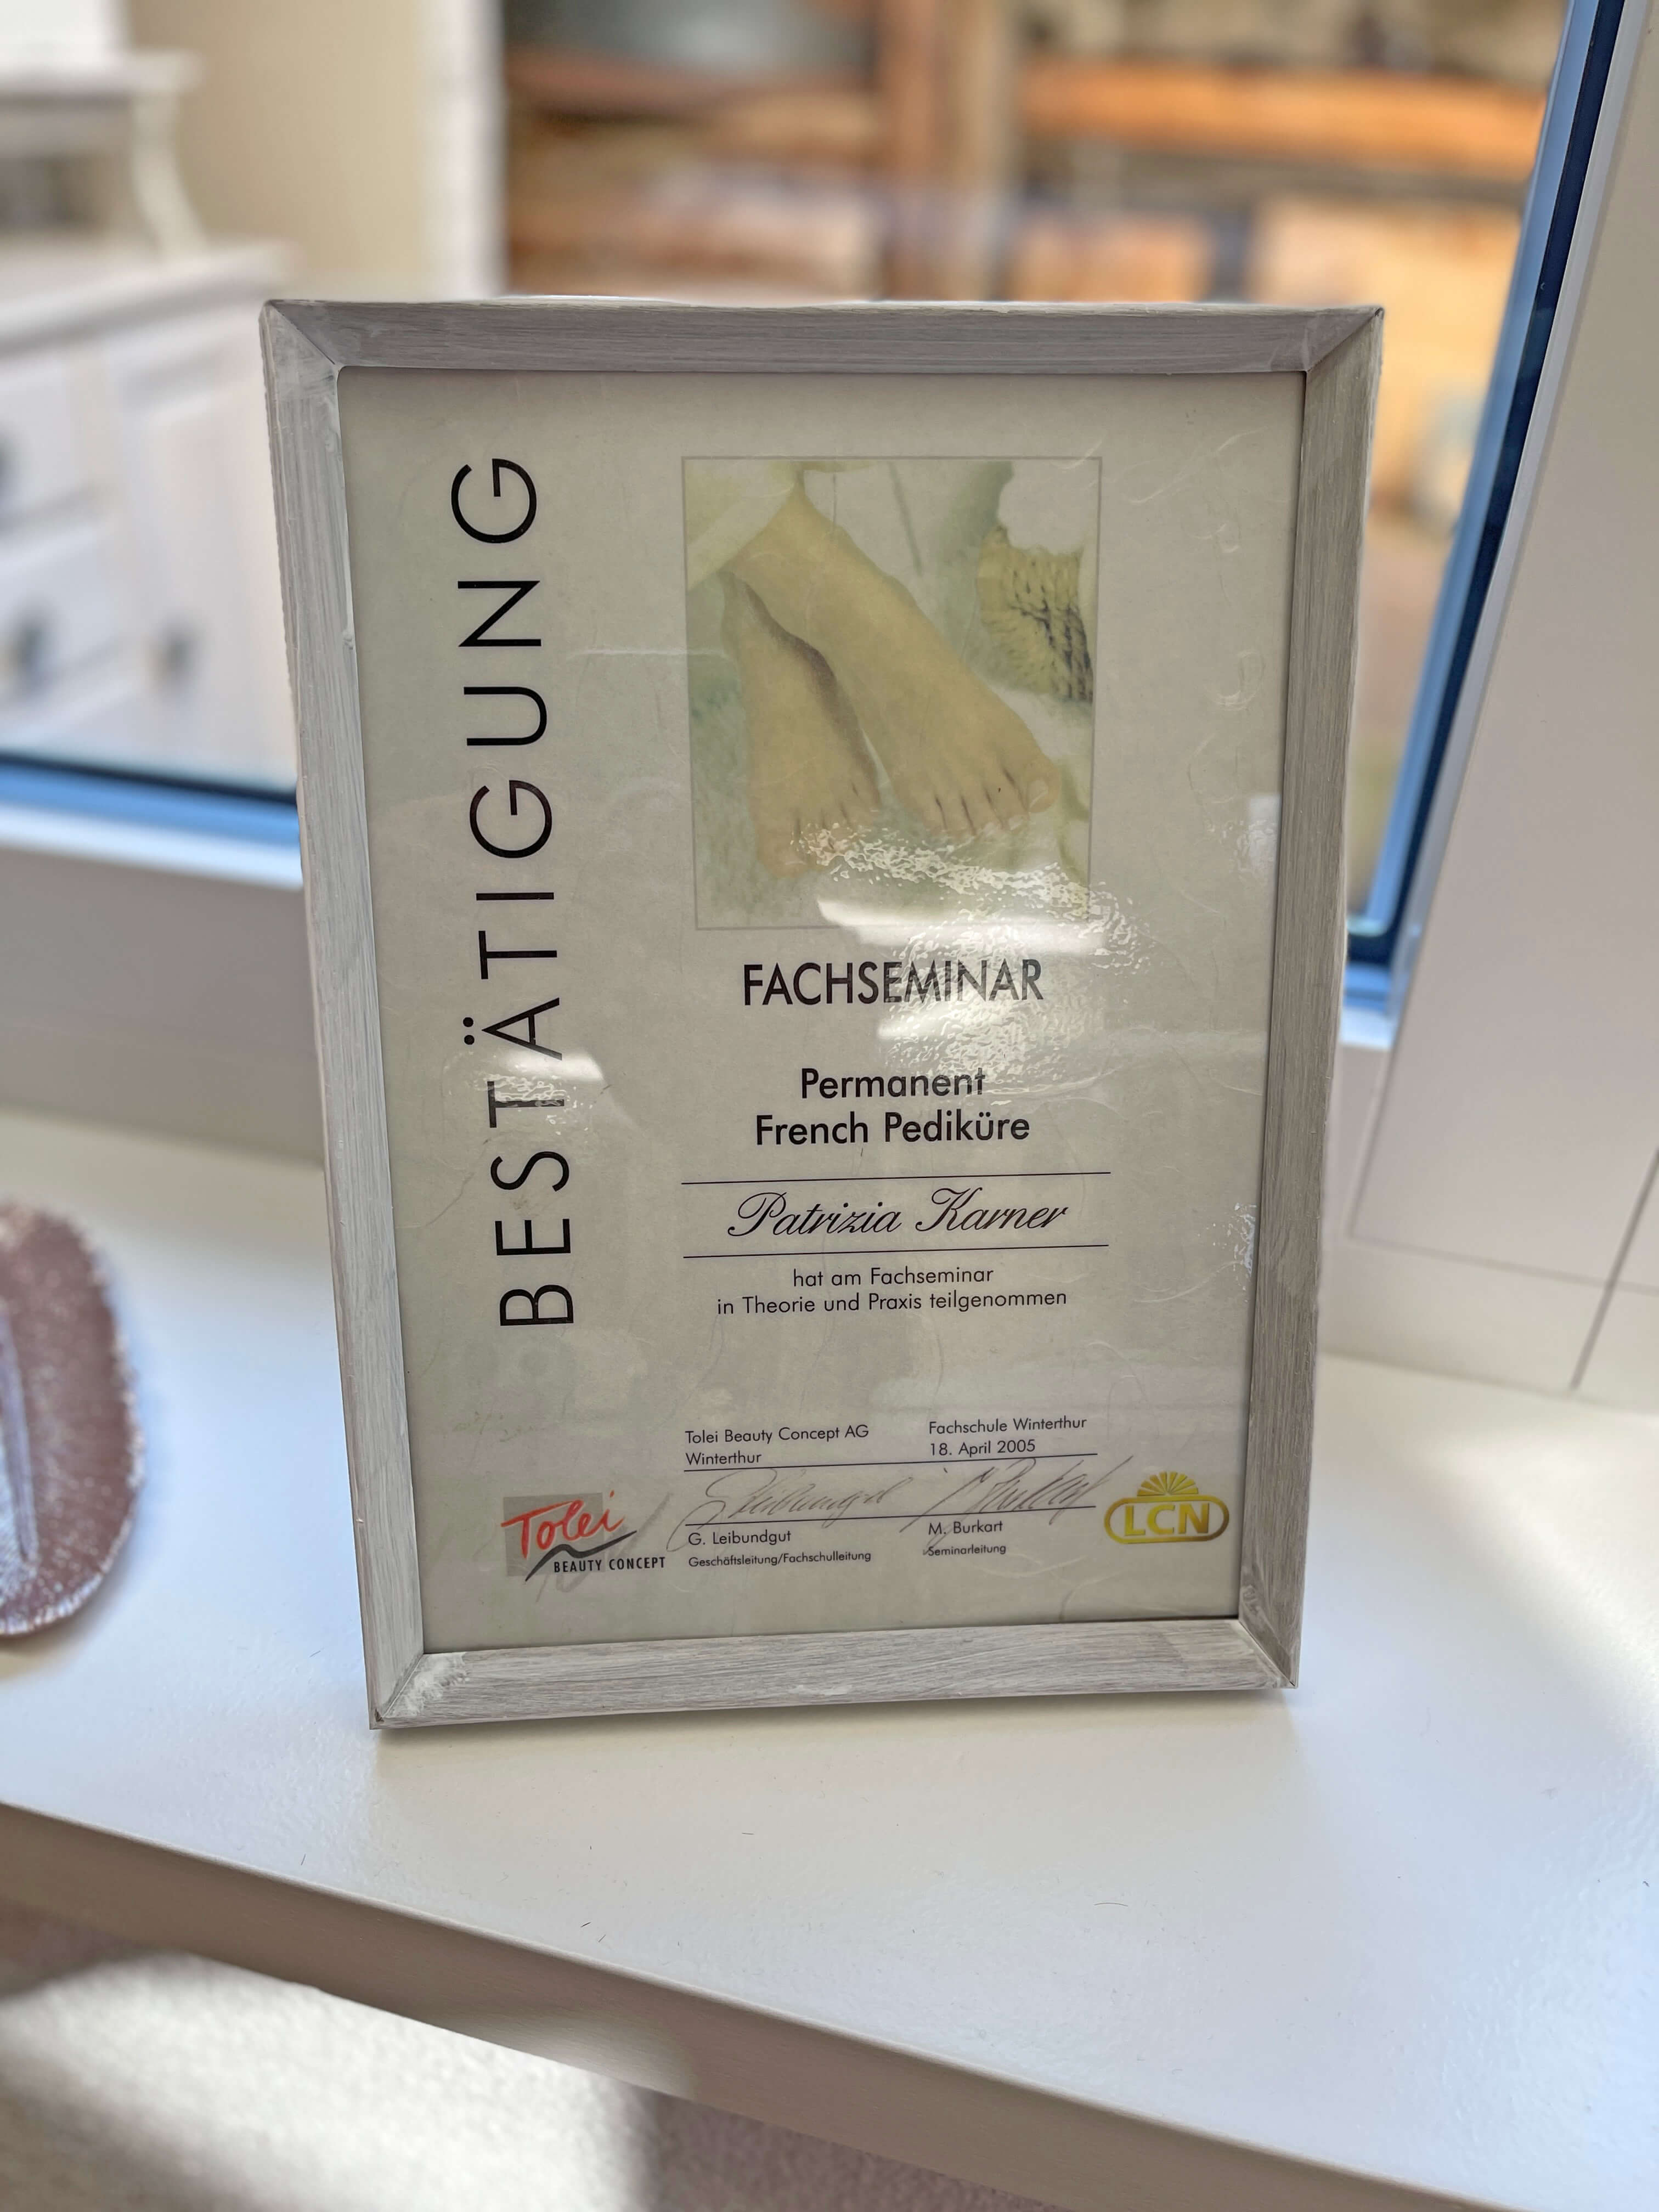 BESTÄTIGUNG
FACHSEMINAR
Permanent
French Pediküre
Patrizia Karner
hat am Fachseminar
in Theorie und Praxis teilgenommen
Tolei Beauty Concept AG
Winterthur
Fachschule Winterthur
18. April 2005
G. Leibundgut
Geschäftsleitung/Fachschulleitung
M. Burkart
Seminarleitung
Tolei
BEAUTY CONCEPT
LCN